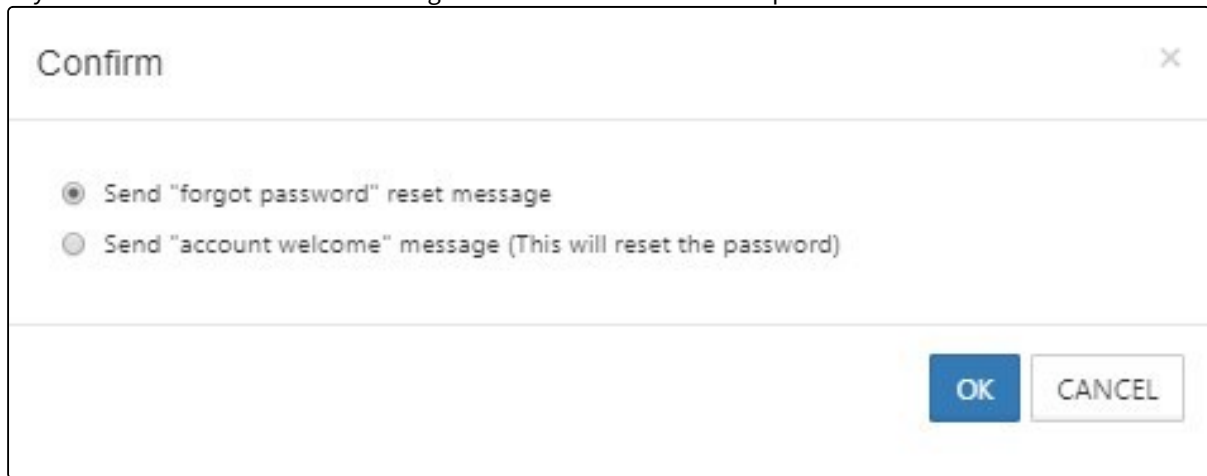 Confirm
Send "forgot password" reset message
Send "account welcome" message (This will reset the password)
OK CANCEL